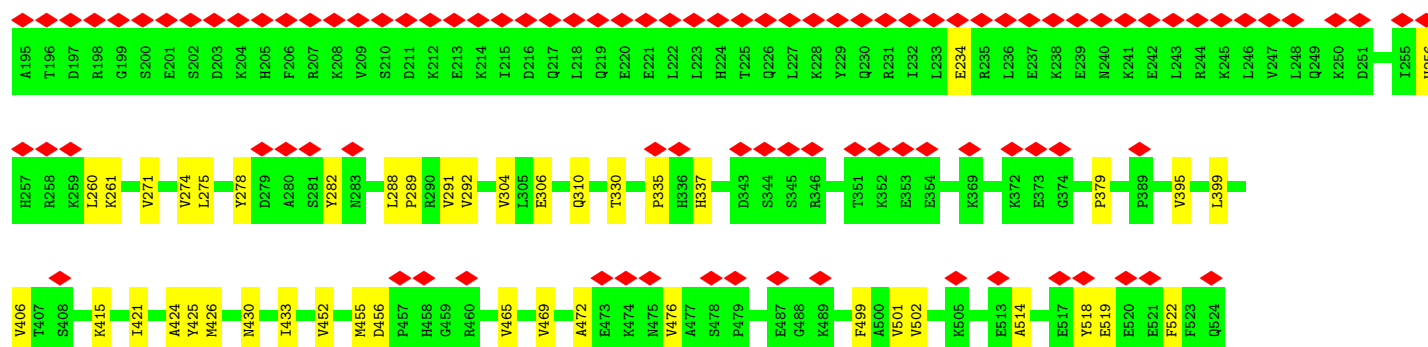 A195 T196 D197 R198 G199 S200 E201 S202 D203 K204 H205 F206 R207 K208 V209 S210 D211 K212 E213 K214 I215 D216 Q217 L218 Q219 E220 E221 L222 L223 H224 T225 Q226 L227 K228 Y229 Q230 R231 I232 L233 E234 R235 L236 E237 K238 E239 N240 K241 E242 L243 R244 K245 L246 V247 L248 Q249 K250 D251 I255
H257 R258 K259 L260 K261 V271 V274 L275 Y278 D279 A280 S281 Y282 N283 L288 P289 R290 V291 V292 V304 L305 E306 Q310 T330 P335 H336 H337 D343 S344 S345 R346 T351 K352 E353 E354 K369 K372 E373 G374 P379 P389 V395 L399
V406 T407 S408 K415 I421 A424 Y425 M426 N430 I433 V452 M455 D456 P457 H458 G459 R460 V465 V469 A472 E473 K474 N475 V476 A477 S478 P479 E487 G488 K489 F499 A500 V501 V502 K505 E513 A514 E517 Y518 E519 E520 E521 F522 F523 Q524